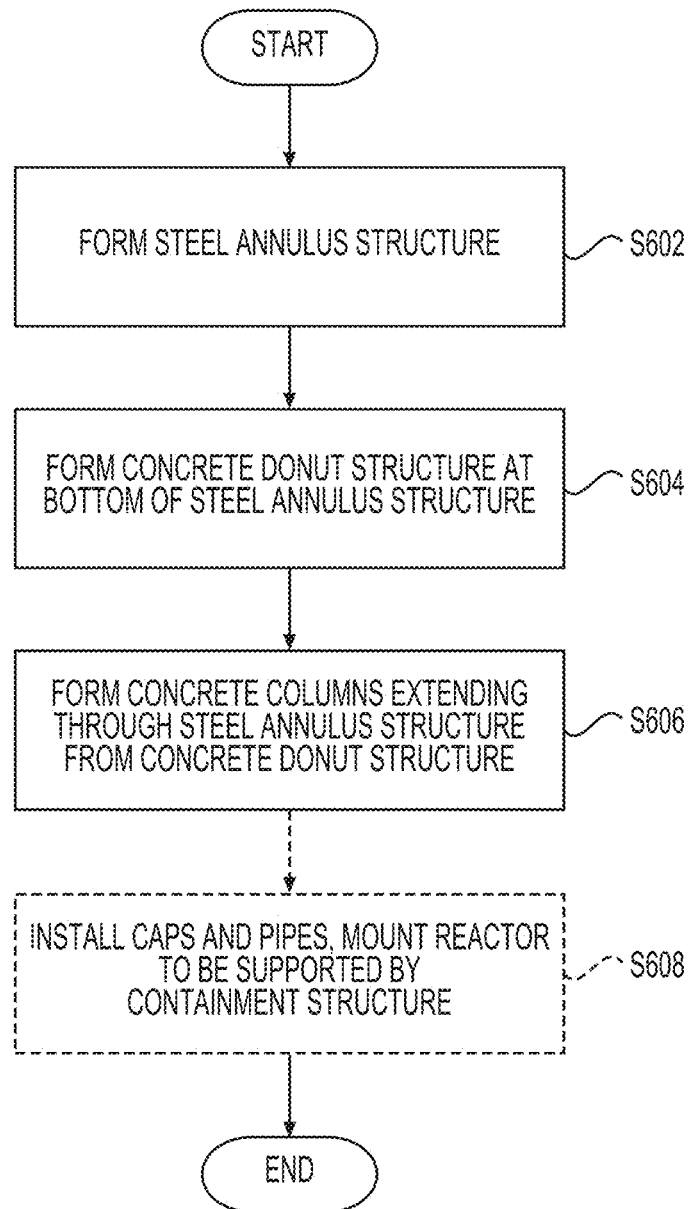 START
FORM STEEL ANNULUS STRUCTURE
S602
FORM CONCRETE DONUT STRUCTURE AT
BOTTOM OF STEEL ANNULUS STRUCTURE
S604
FORM CONCRETE COLUMNS EXTENDING
THROUGH STEEL ANNULUS STRUCTURE
FROM CONCRETE DONUT STRUCTURE
S606
INSTALL CAPS AND PIPES, MOUNT REACTOR
TO BE SUPPORTED BY
CONTAINMENT STRUCTURE
S608
END